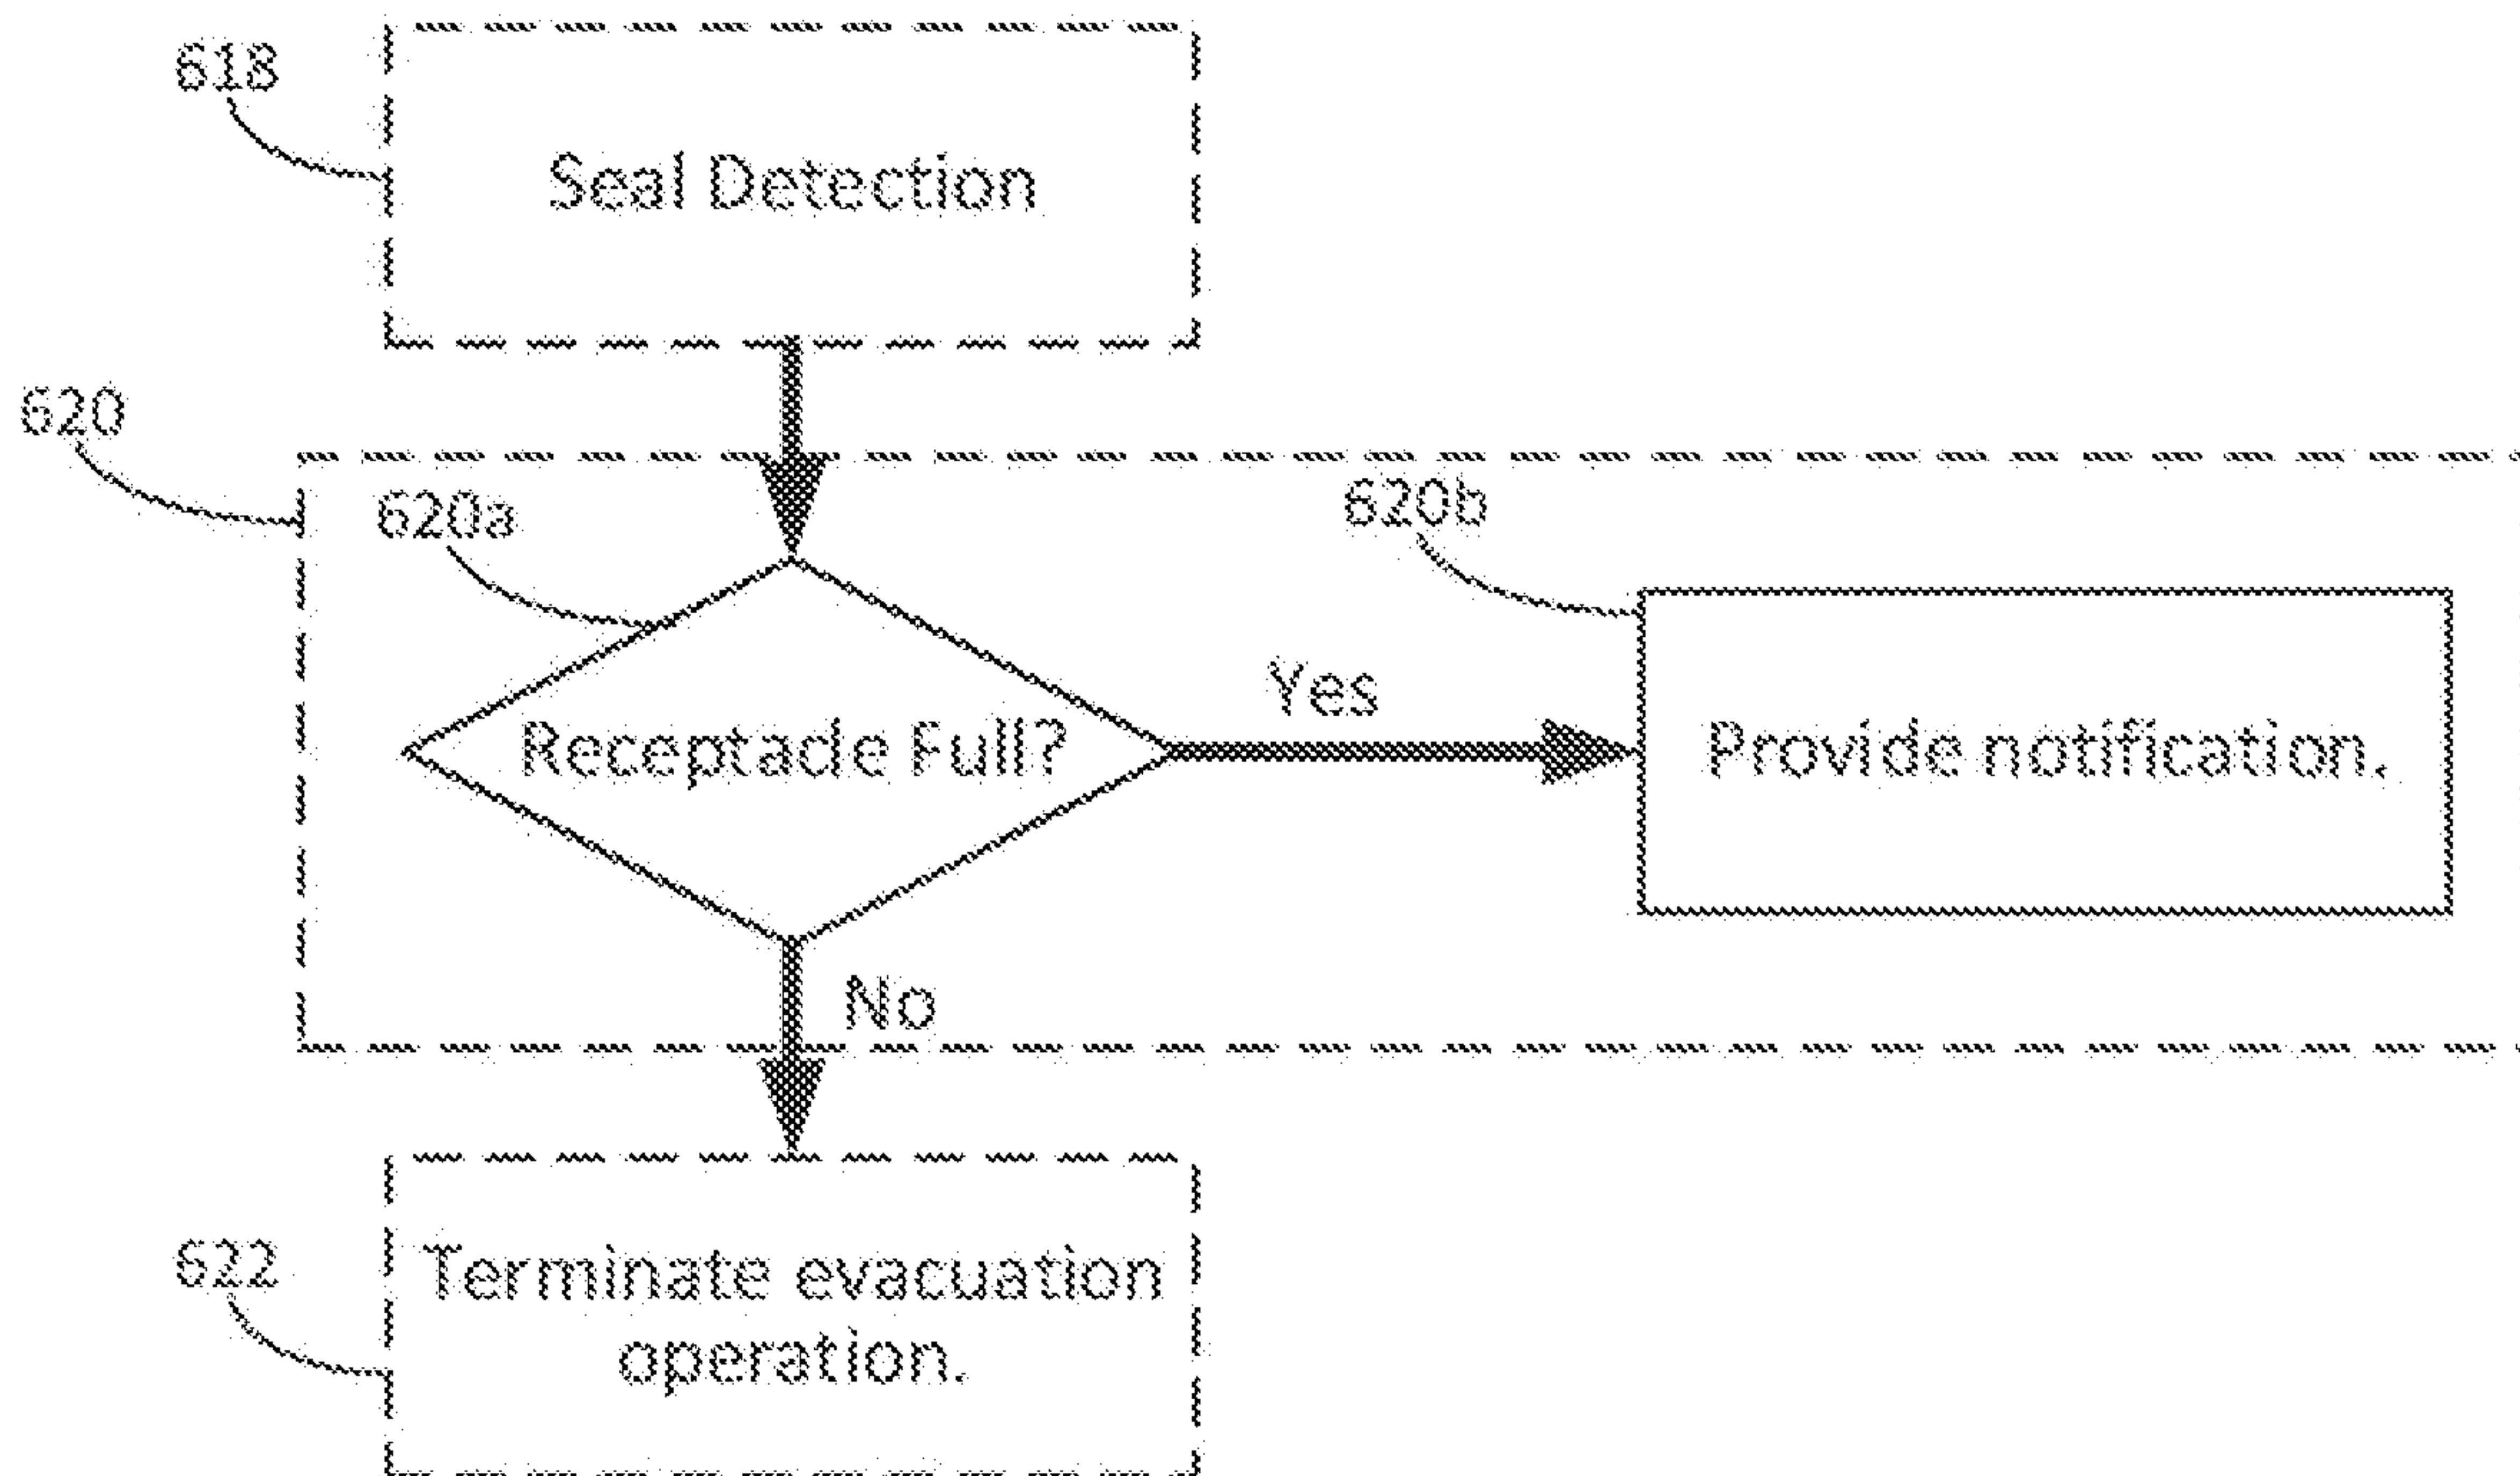 618
Seal Detection
620
620a
620b
Yes
Receptacle Full?
Provide notification.
No
622
Terminate evacuation
operation.